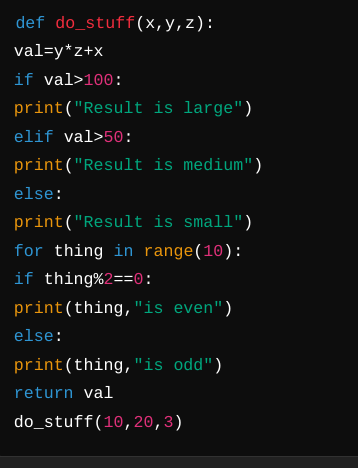 def do_stuff(x,y,z):
val=y*z+x
if val>100:
print("Result is large")
elif val>50:
print("Result is medium")
else:
print("Result is small")
for thing in range(10):
if thing%2==0:
print(thing,"is even")
else:
print(thing,"is odd")
return val
do_stuff(10,20,3)